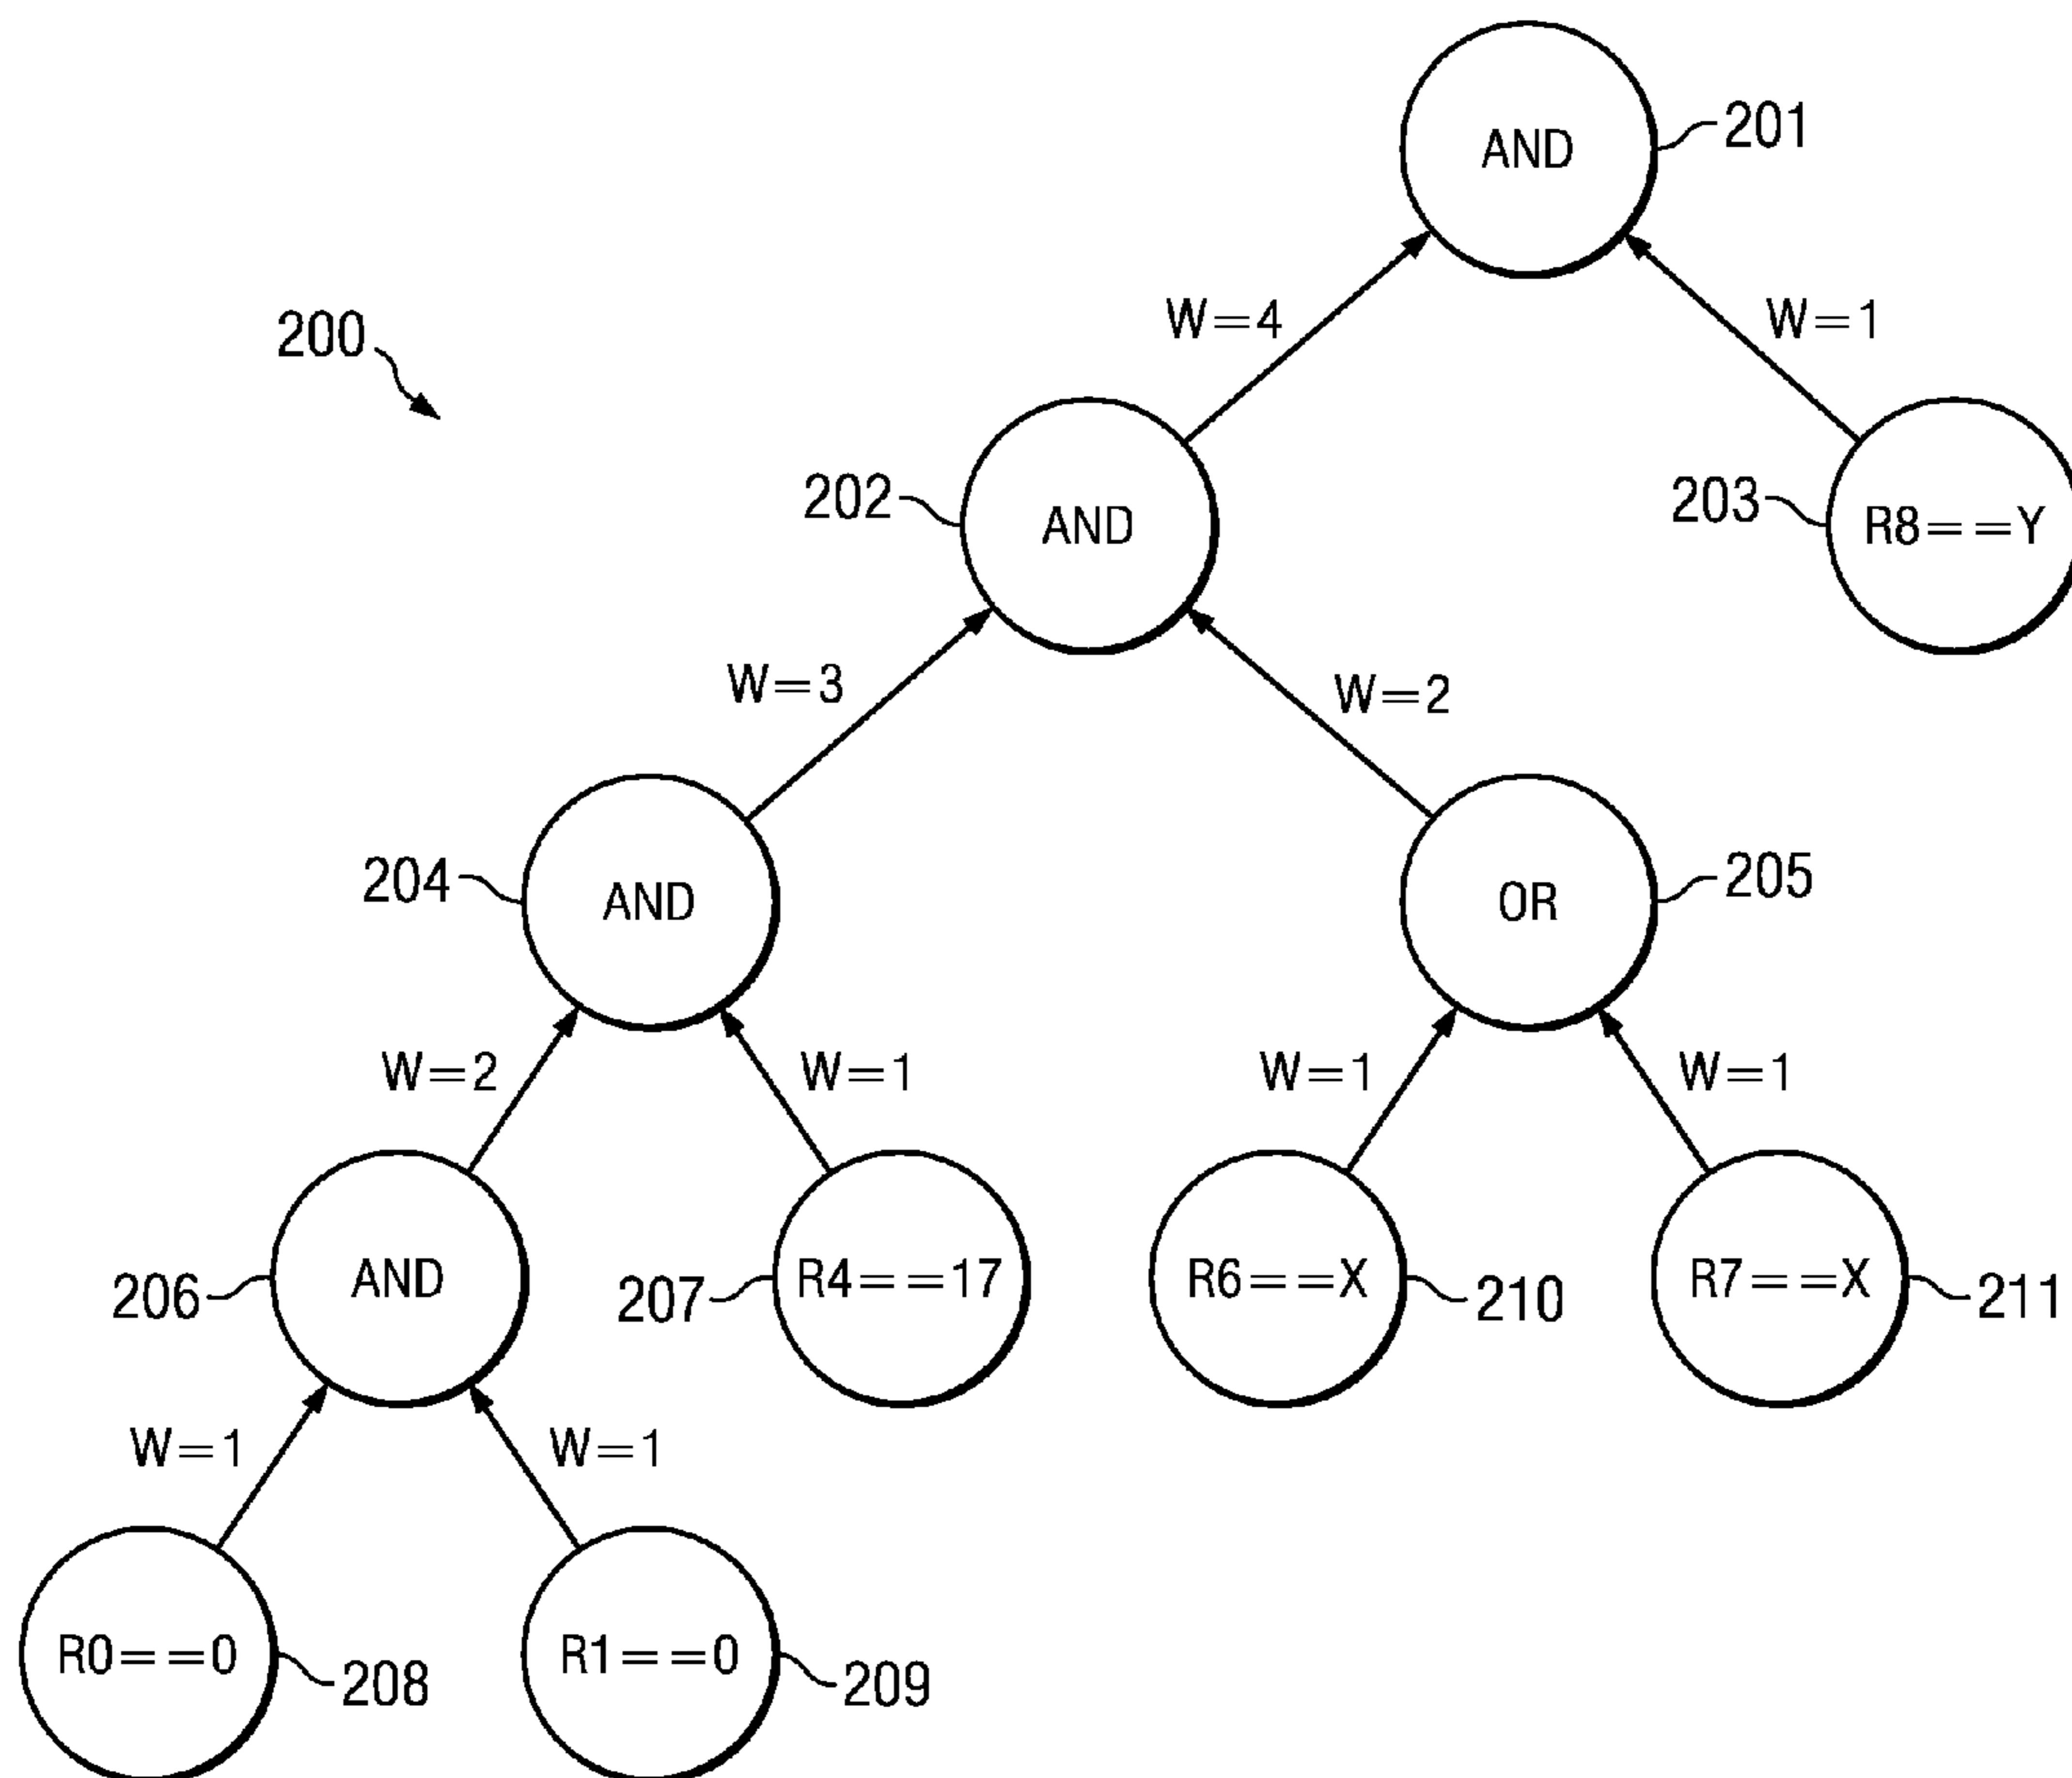 AND
201
200
W=4
W=1
202
AND
203
R8==Y
W=3
W=2
204
AND
OR
205
W=2
W=1
W=1
W=1
206
AND
207
R4==17
R6==X
210
R7==X
211
W=1
W=1
R0==0
208
R1==0
209